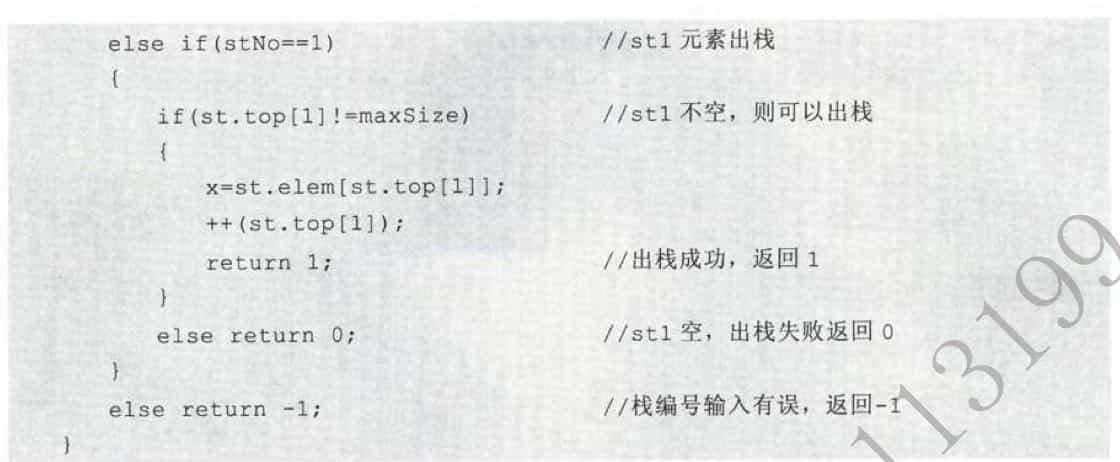 else if(stNo==1) //st1 元素出栈
{
if(st.top[1]!=maxSize) //st1 不空，则可以出栈
{
x=st.elem[st.top[1]];
++(st.top[1]);
return 1; //出栈成功，返回 1
}
else return 0; //st1 空，出栈失败返回 0
}
else return -1; //栈编号输入有误，返回-1
}
113199